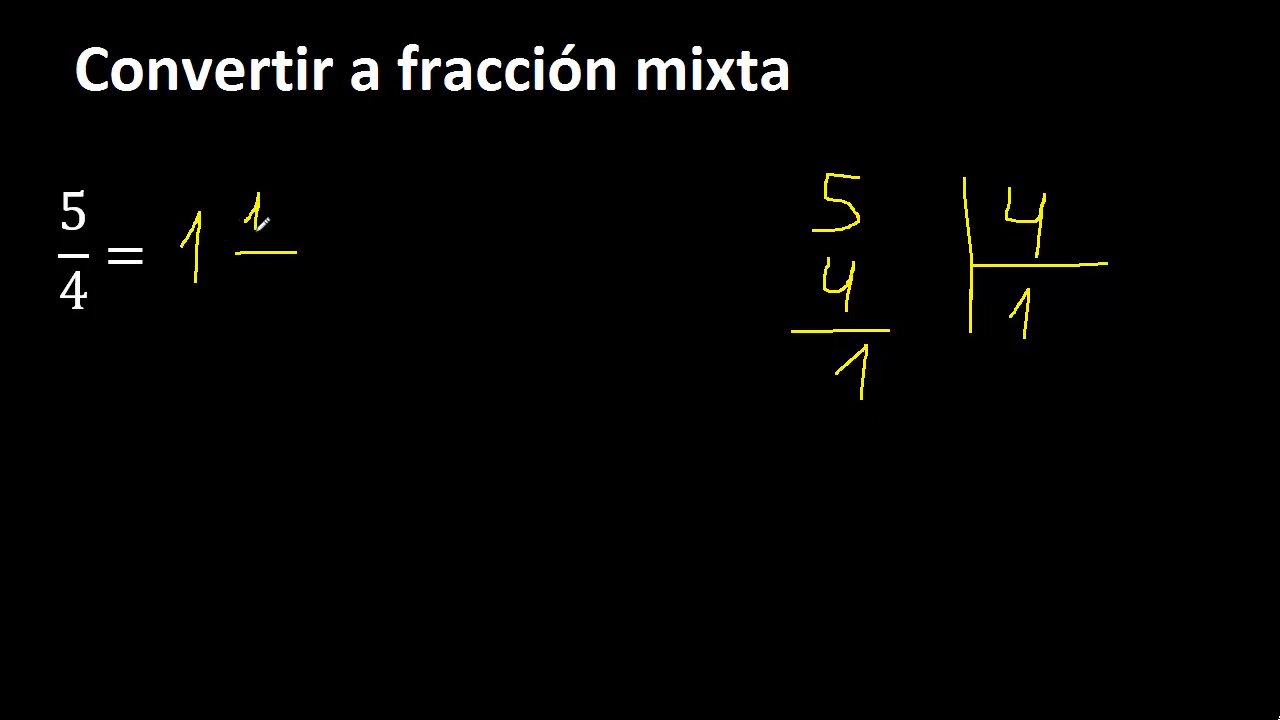 Convertir a fracción mixta
5/4 = 1 1/
5 | 4
4 1
1